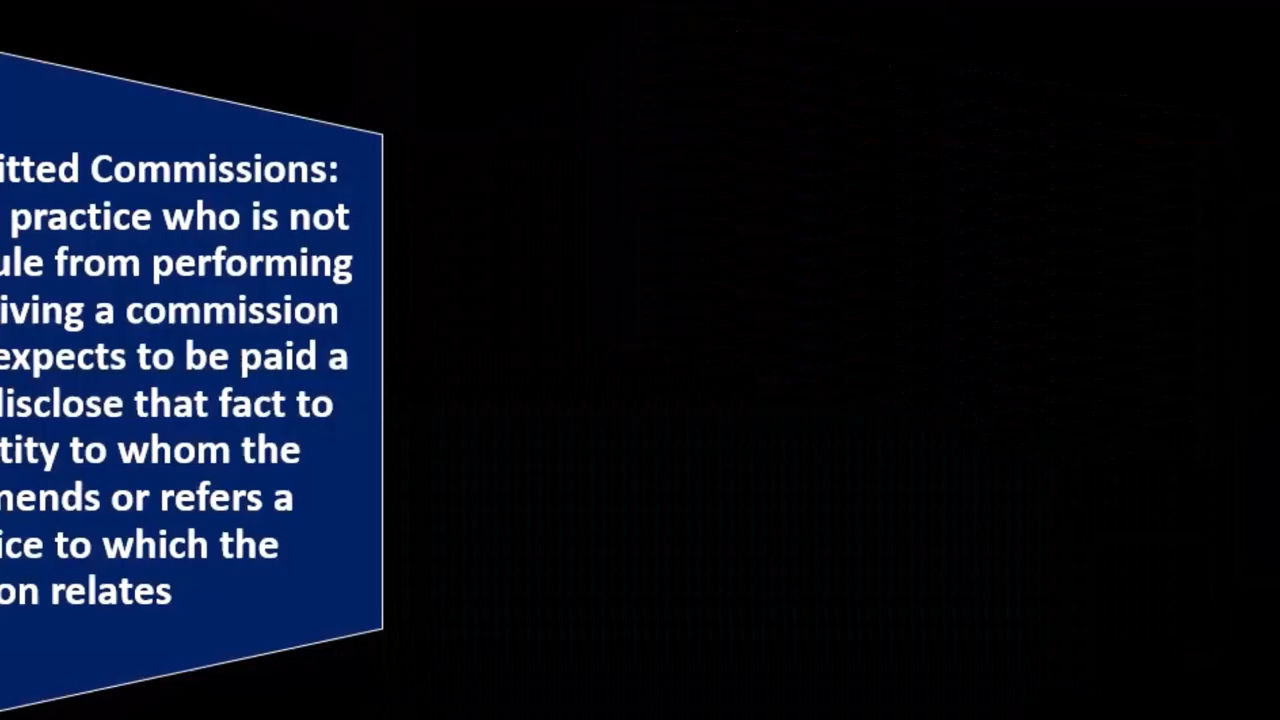 itted Commissions:
practice who is not
ule from performing
iving a commission
expects to be paid a
disclose that fact to
tity to whom the
mends or refers a
ice to which the
on relates